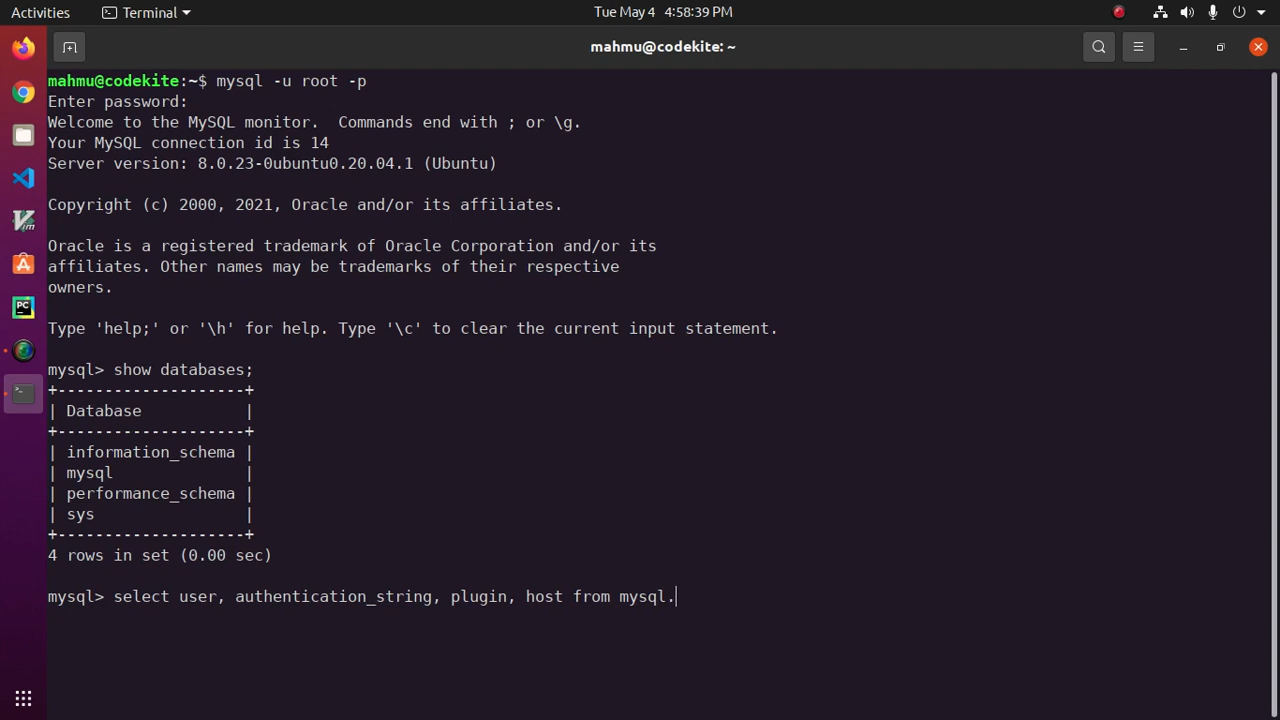 Activities
Terminal
Tue May 4 4:58:39 PM
mahmu@codekite: ~
mahmu@codekite:~$ mysql -u root -p
Enter password:
Welcome to the MySQL monitor.  Commands end with ; or \g.
Your MySQL connection id is 14
Server version: 8.0.23-0ubuntu0.20.04.1 (Ubuntu)
Copyright (c) 2000, 2021, Oracle and/or its affiliates.
Oracle is a registered trademark of Oracle Corporation and/or its
affiliates. Other names may be trademarks of their respective
owners.
Type 'help;' or '\h' for help. Type '\c' to clear the current input statement.
mysql> show databases;
+--------------------+
| Database           |
+--------------------+
| information_schema |
| mysql              |
| performance_schema |
| sys                |
+--------------------+
4 rows in set (0.00 sec)
mysql> select user, authentication_string, plugin, host from mysql.